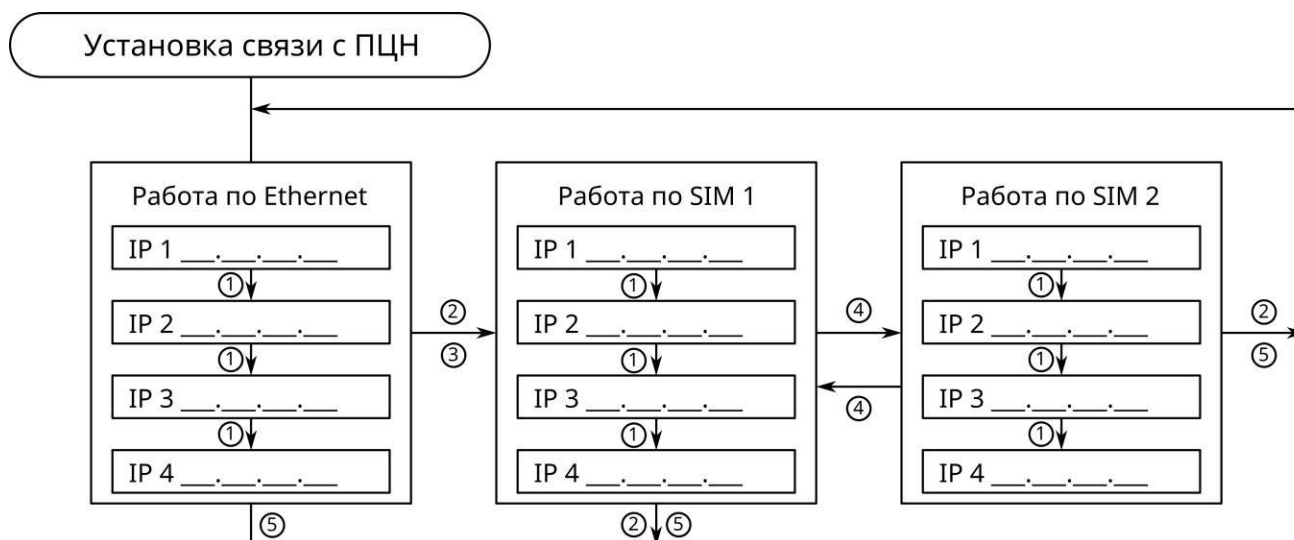 Установка связи с ПЦН
Работа по Ethernet
IP 1 ___.___.___.___
①
IP 2 ___.___.___.___
①
IP 3 ___.___.___.___
①
IP 4 ___.___.___.___
⑤
②
③
Работа по SIM 1
IP 1 ___.___.___.___
①
IP 2 ___.___.___.___
①
IP 3 ___.___.___.___
①
IP 4 ___.___.___.___
② ⑤
④
④
Работа по SIM 2
IP 1 ___.___.___.___
①
IP 2 ___.___.___.___
①
IP 3 ___.___.___.___
①
IP 4 ___.___.___.___
②
⑤